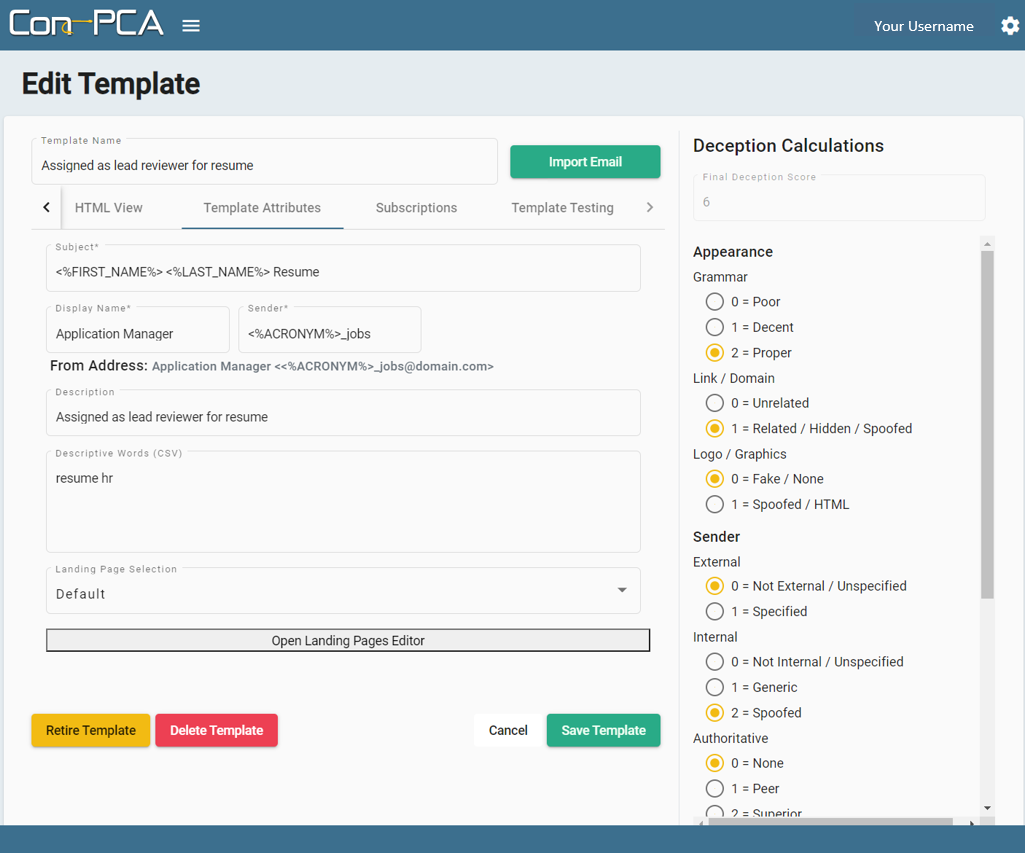 Con-PCA
Your Username
Edit Template
Template Name
Assigned as lead reviewer for resume
Import Email
HTML View Template Attributes Subscriptions Template Testing
Subject*
<%FIRST_NAME%> <%LAST_NAME%> Resume
Display Name*
Application Manager
Sender*
<%ACRONYM%>_jobs
From Address: Application Manager <<%ACRONYM%>_jobs@domain.com>
Description
Assigned as lead reviewer for resume
Descriptive Words (CSV)
resume hr
Landing Page Selection
Default
Open Landing Pages Editor
Retire Template
Delete Template
Cancel
Save Template
Deception Calculations
Final Deception Score
6
Appearance
Grammar
0 = Poor
1 = Decent
2 = Proper
Link / Domain
0 = Unrelated
1 = Related / Hidden / Spoofed
Logo / Graphics
0 = Fake / None
1 = Spoofed / HTML
Sender
External
0 = Not External / Unspecified
1 = Specified
Internal
0 = Not Internal / Unspecified
1 = Generic
2 = Spoofed
Authoritative
0 = None
1 = Peer
2 = Superior